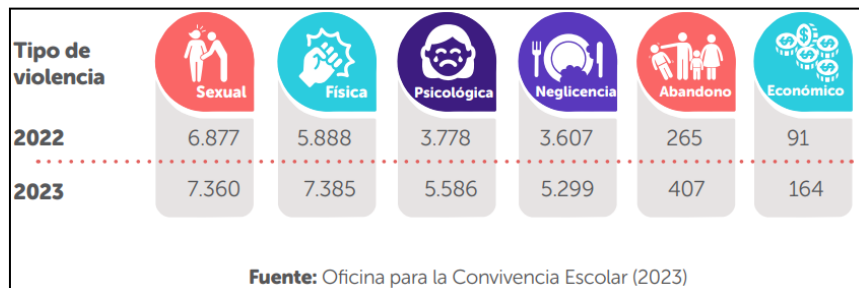 Tipo de
violencia
Sexual Física Psicológica Neglicencia Abandono Económico
2022 6.877 5.888 3.778 3.607 265 91
2023 7.360 7.385 5.586 5.299 407 164
Fuente: Oficina para la Convivencia Escolar (2023)